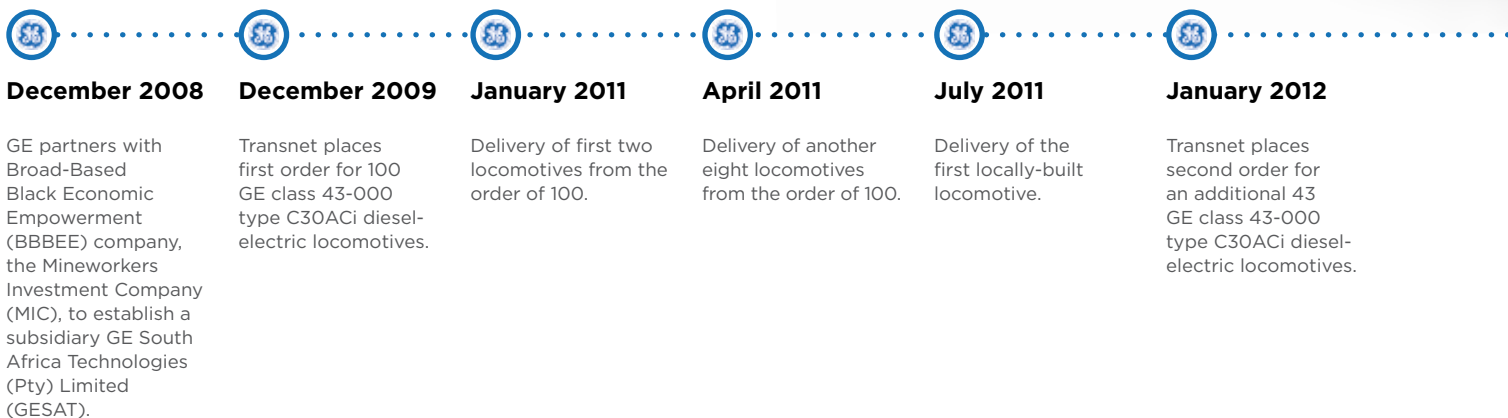 December 2008
GE partners with
Broad-Based
Black Economic
Empowerment
(BBBEE) company,
the Mineworkers
Investment Company
(MIC), to establish a
subsidiary GE South
Africa Technologies
(Pty) Limited
(GESAT).
December 2009
Transnet places
first order for 100
GE class 43-000
type C30ACi diesel-
electric locomotives.
January 2011
Delivery of first two
locomotives from the
order of 100.
April 2011
Delivery of another
eight locomotives
from the order of 100.
July 2011
Delivery of the
first locally-built
locomotive.
January 2012
Transnet places
second order for
an additional 43
GE class 43-000
type C30ACi diesel-
electric locomotives.